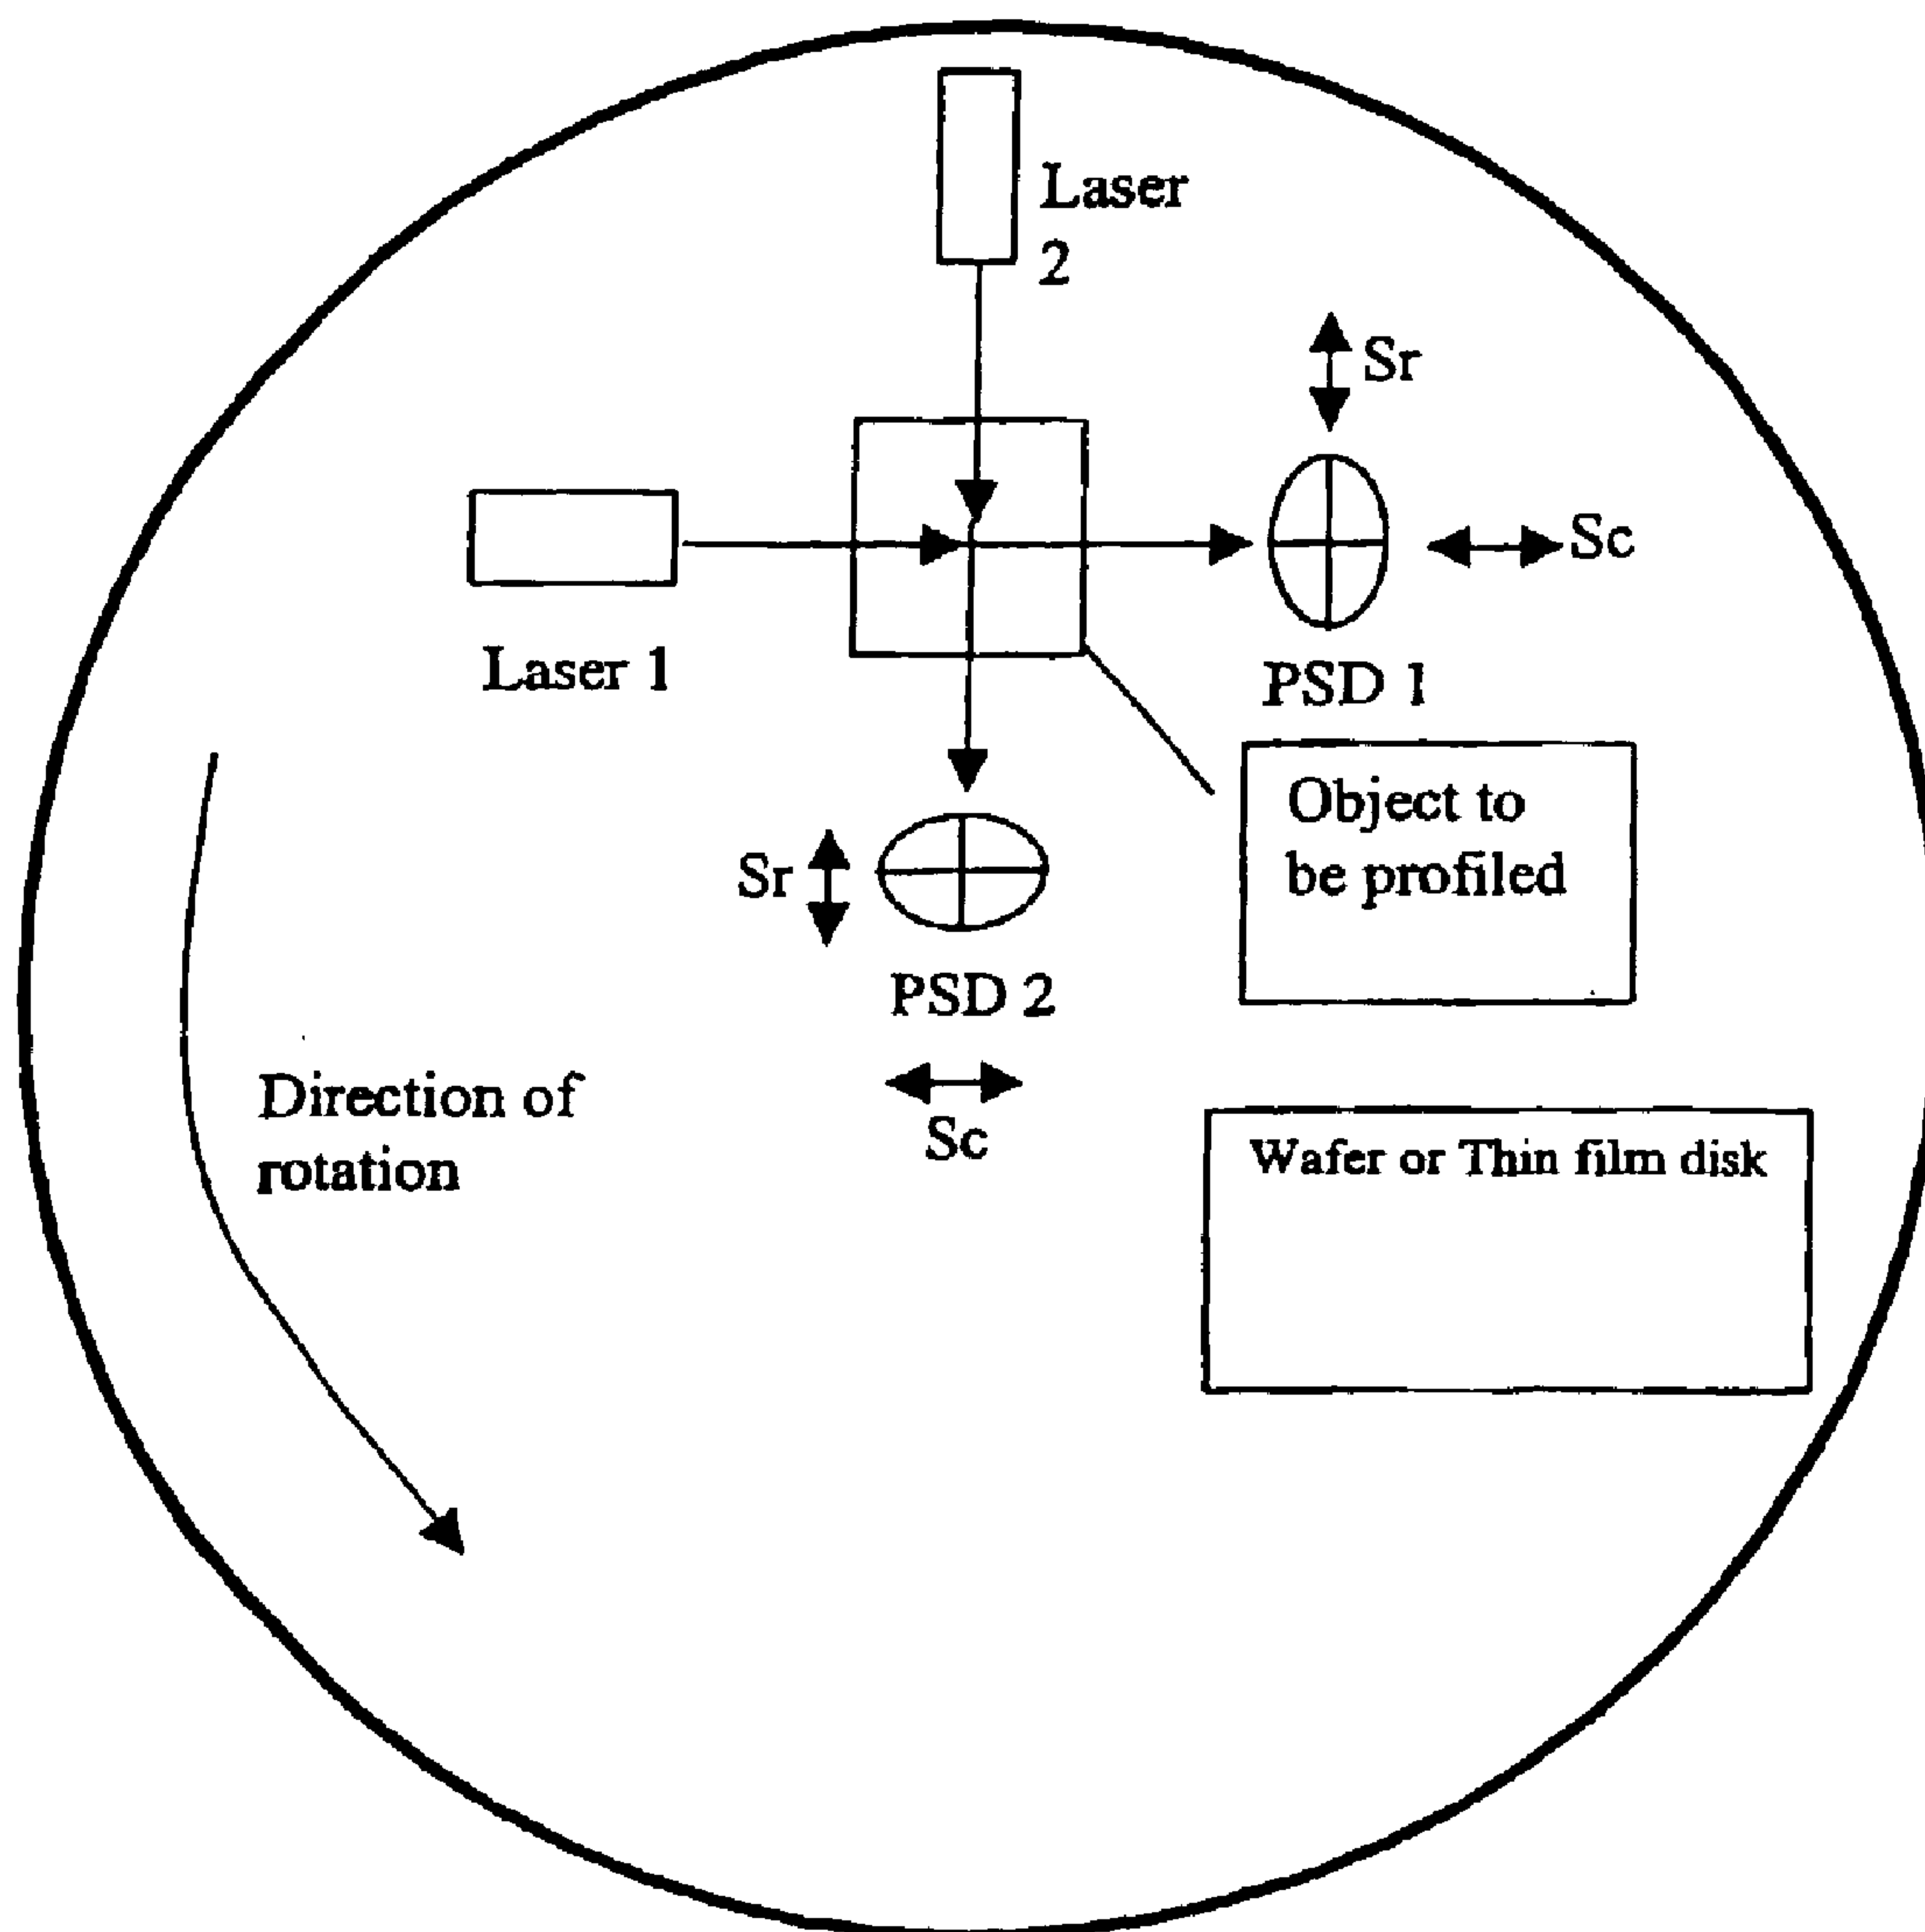 Laser
2
Sr
Sc
Laser 1
PSD 1
Object to
be profiled
Sr
PSD 2
Direction of
rotation
Sc
Wafer or Thin film disk